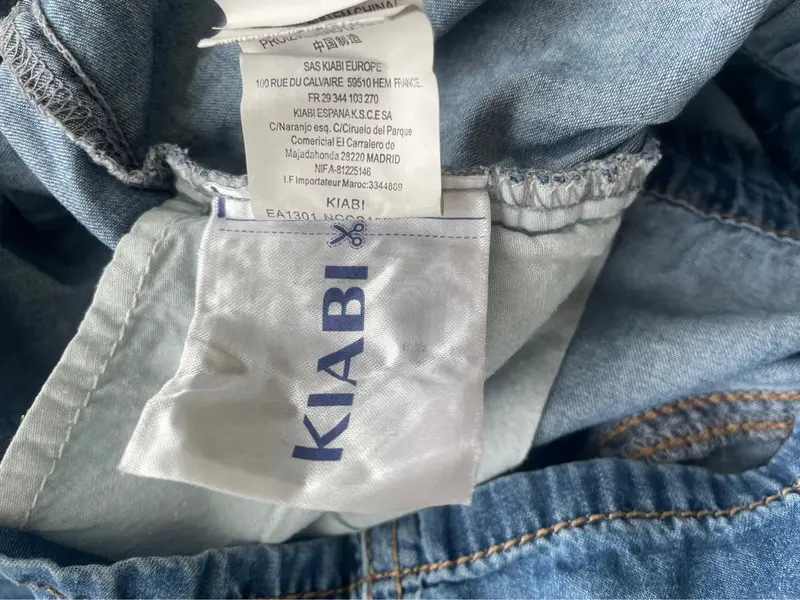 中国制造
SAS KIABI EUROPE
100 RUE DU CALVAIRE 59510 HEM FRANCE
FR 29 344 103 270
KIABI ESPANA K.S.C.E SA
C/Naranjo esq. C/Ciruelo del Parque
Comercial El Carralero de
Majadahonda 28220 MADRID
NIF A-81225146
I.F Importateur Maroc:3344809
KIABI
EA1301
KIABI